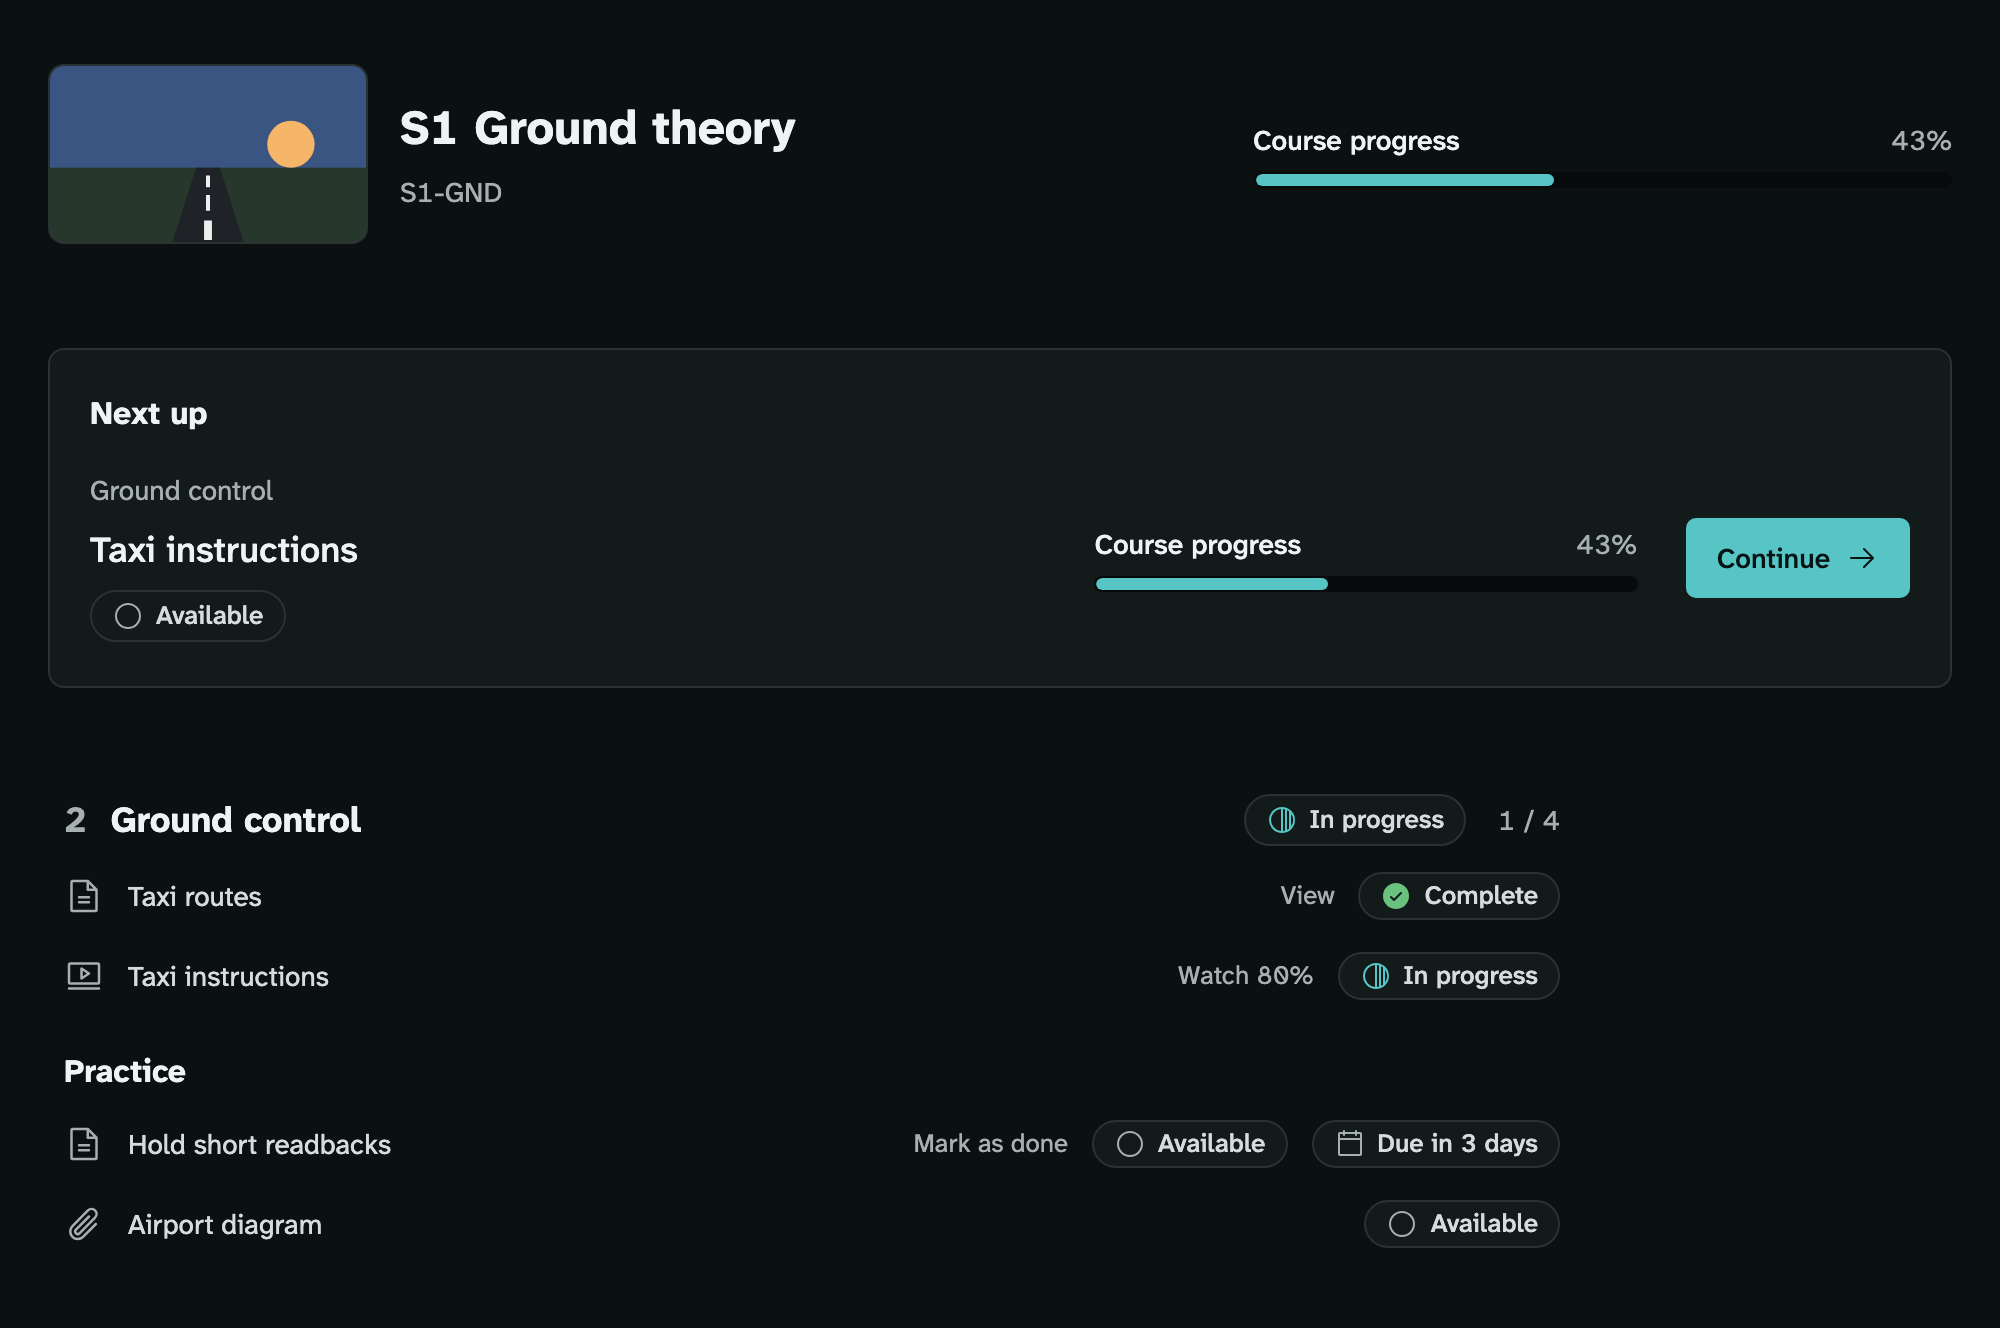 S1 Ground theory
S1-GND
Course progress 43%
Next up
Ground control
Taxi instructions
Available
Course progress 43%
Continue →
2 Ground control In progress 1 / 4
Taxi routes View Complete
Taxi instructions Watch 80% In progress
Practice
Hold short readbacks Mark as done Available Due in 3 days
Airport diagram Available